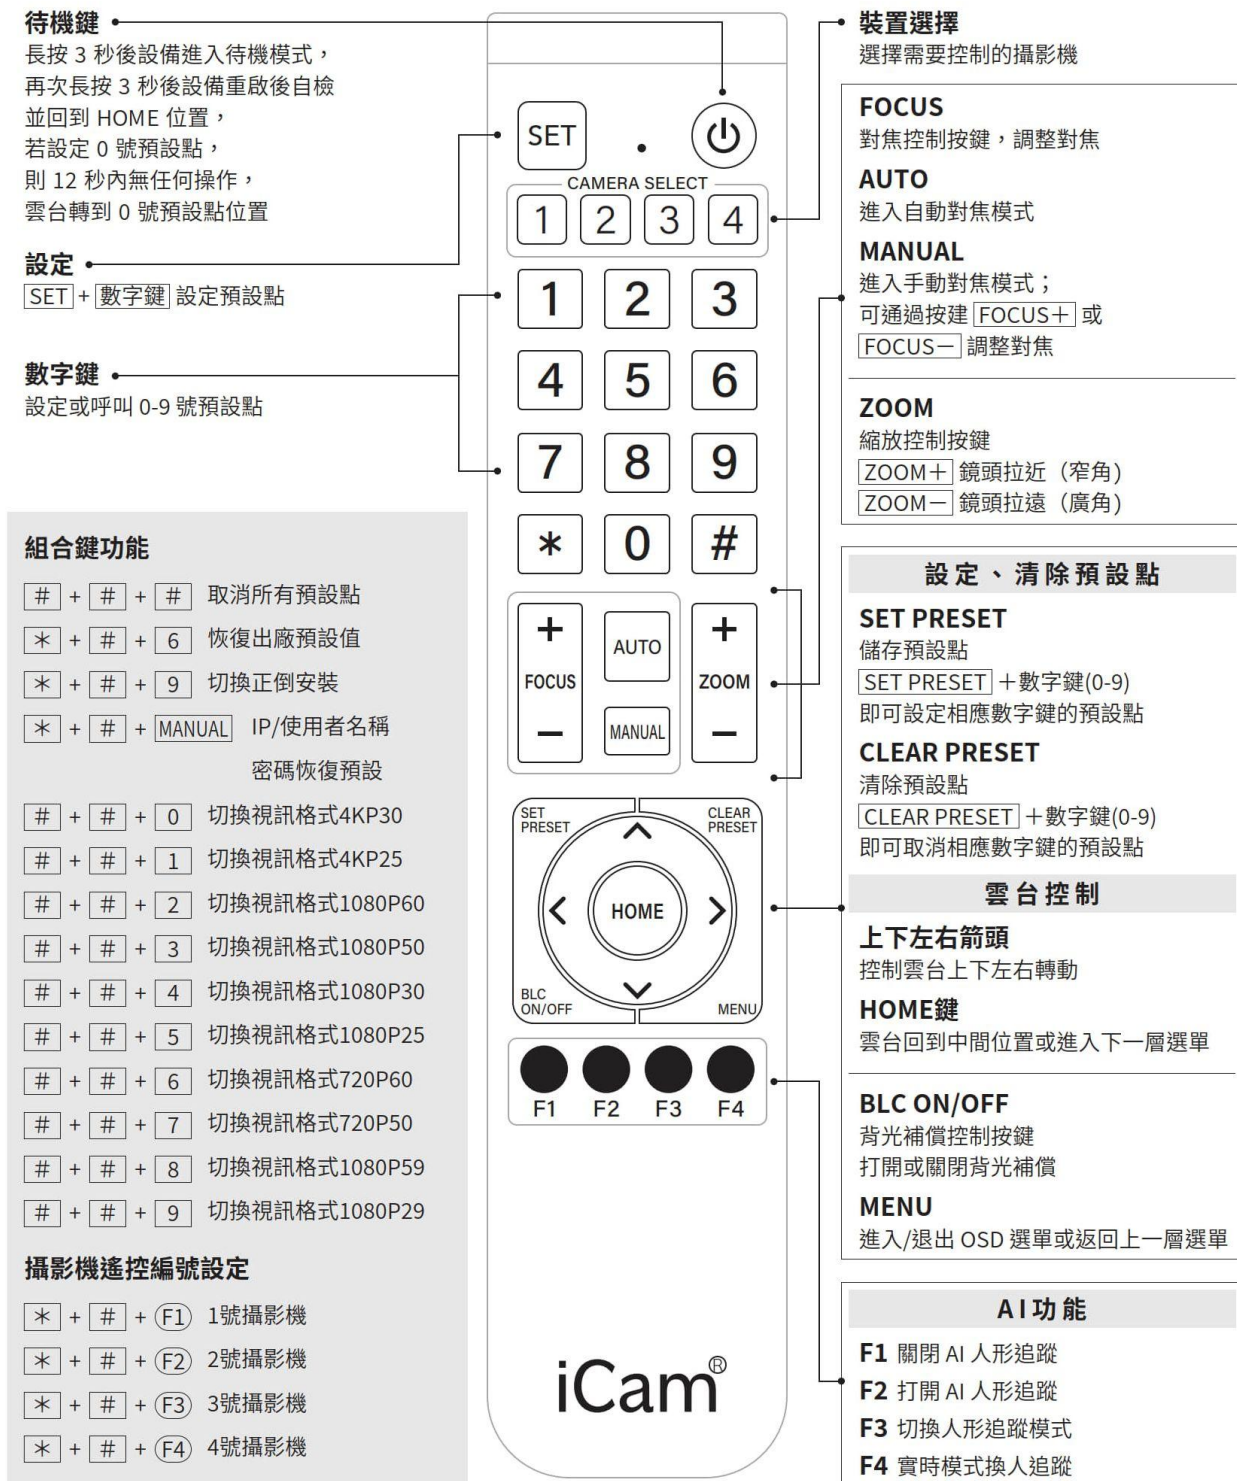 待機鍵
長按 3 秒後設備進入待機模式，
再次長按 3 秒後設備重啟後自檢
並回到 HOME 位置，
若設定 0 號預設點，
則 12 秒內無任何操作，
雲台轉到 0 號預設點位置
設定
SET + 數字鍵 設定預設點
數字鍵
設定或呼叫 0-9 號預設點
組合鍵功能
# + # + # 取消所有預設點
* + # + 6 恢復出廠預設值
* + # + 9 切換正倒安裝
* + # + MANUAL IP/使用者名稱
密碼恢復預設
# + # + 0 切換視訊格式4KP30
# + # + 1 切換視訊格式4KP25
# + # + 2 切換視訊格式1080P60
# + # + 3 切換視訊格式1080P50
# + # + 4 切換視訊格式1080P30
# + # + 5 切換視訊格式1080P25
# + # + 6 切換視訊格式720P60
# + # + 7 切換視訊格式720P50
# + # + 8 切換視訊格式1080P59
# + # + 9 切換視訊格式1080P29
攝影機遙控編號設定
* + # + F1 1號攝影機
* + # + F2 2號攝影機
* + # + F3 3號攝影機
* + # + F4 4號攝影機
SET
CAMERA SELECT
1 2 3 4
1 2 3
4 5 6
7 8 9
* 0 #
+ AUTO +
FOCUS ZOOM
− MANUAL −
SET
PRESET
CLEAR
PRESET
HOME
BLC
ON/OFF
MENU
F1 F2 F3 F4
iCam®
裝置選擇
選擇需要控制的攝影機
FOCUS
對焦控制按鍵，調整對焦
AUTO
進入自動對焦模式
MANUAL
進入手動對焦模式；
可通過按建 FOCUS＋ 或
FOCUS－ 調整對焦
ZOOM
縮放控制按鍵
ZOOM＋ 鏡頭拉近（窄角)
ZOOM－ 鏡頭拉遠（廣角)
設定、清除預設點
SET PRESET
儲存預設點
SET PRESET ＋數字鍵(0-9)
即可設定相應數字鍵的預設點
CLEAR PRESET
清除預設點
CLEAR PRESET ＋數字鍵(0-9)
即可取消相應數字鍵的預設點
雲台控制
上下左右箭頭
控制雲台上下左右轉動
HOME鍵
雲台回到中間位置或進入下一層選單
BLC ON/OFF
背光補償控制按鍵
打開或關閉背光補償
MENU
進入/退出 OSD 選單或返回上一層選單
AI功能
F1 關閉 AI 人形追蹤
F2 打開 AI 人形追蹤
F3 切換人形追蹤模式
F4 實時模式換人追蹤